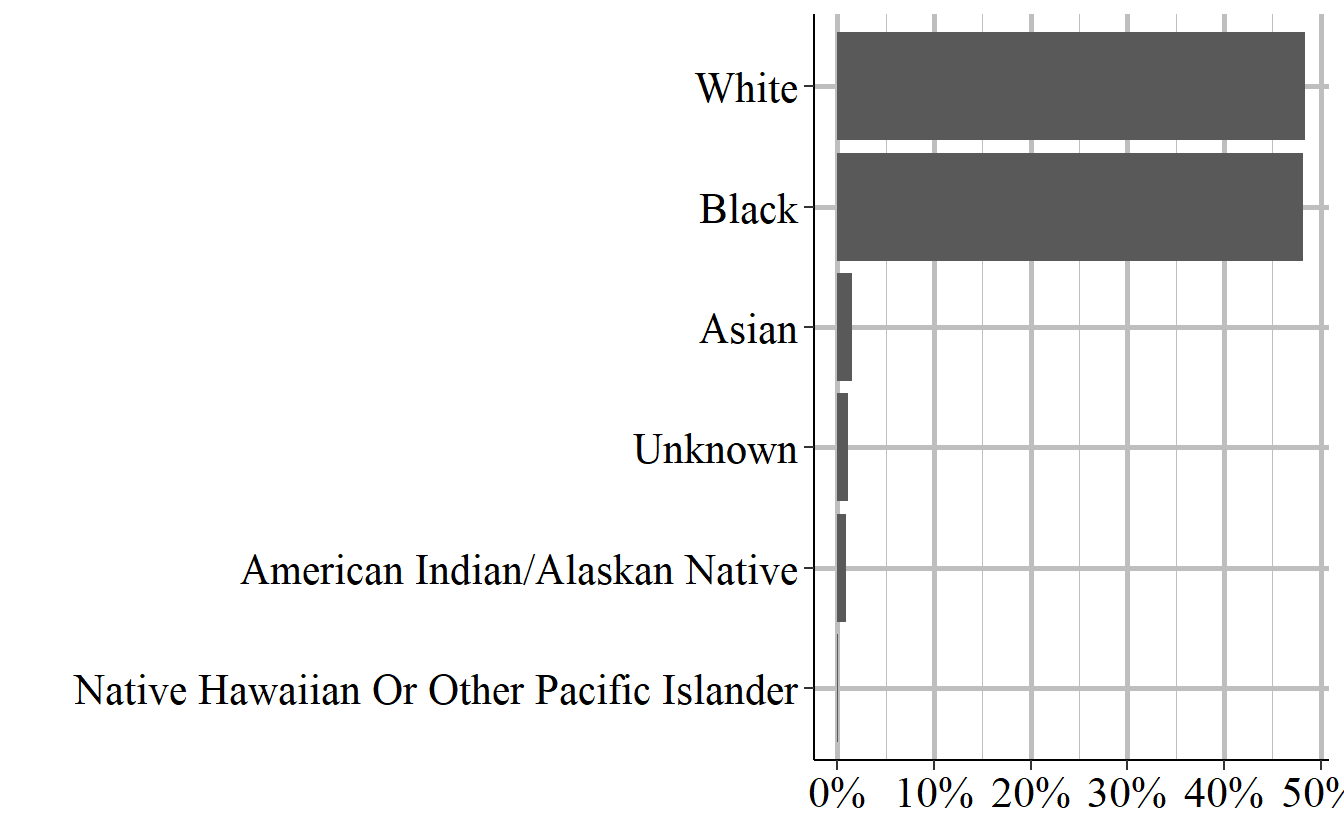 White
Black
Asian
Unknown
American Indian/Alaskan Native
Native Hawaiian Or Other Pacific Islander
0% 10% 20% 30% 40% 50%